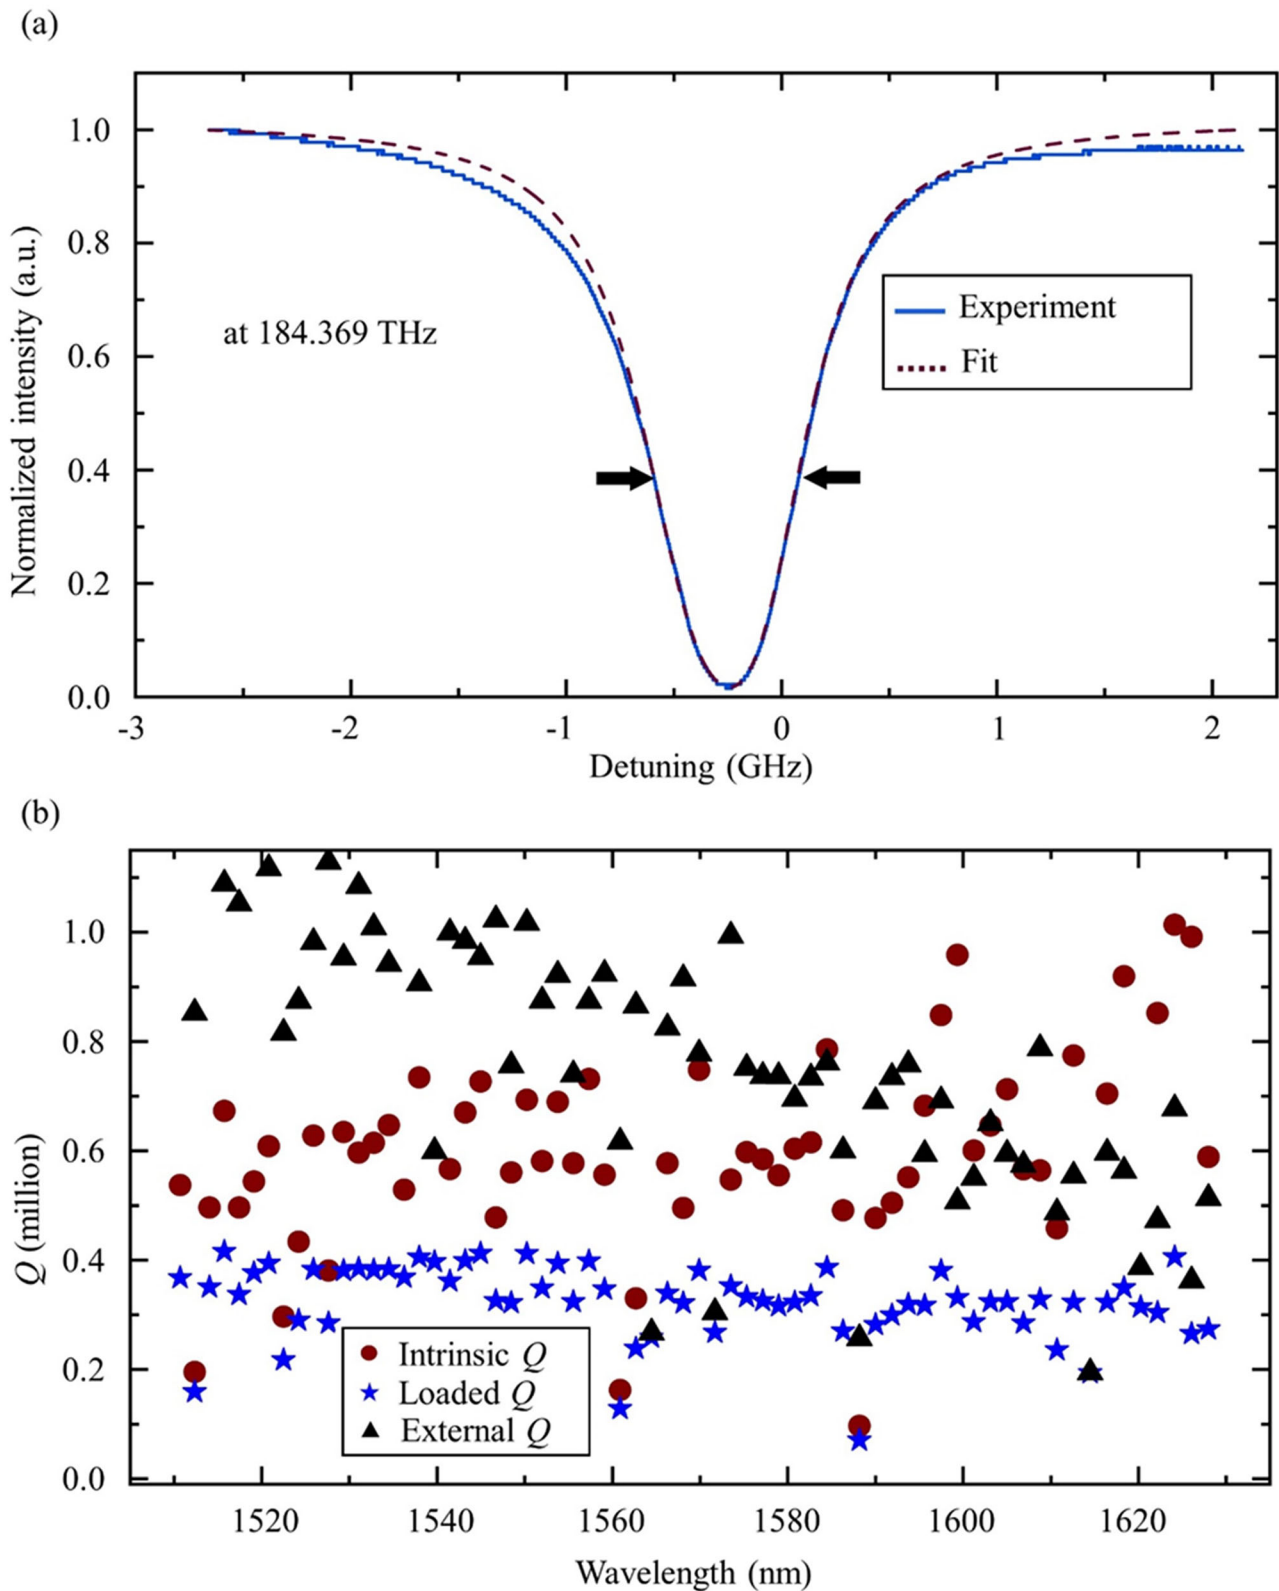 (a)
1.0
0.8
0.6
0.4
0.2
0.0
Normalized intensity (a.u.)
at 184.369 THz
Experiment
Fit
-3 -2 -1 0 1 2
Detuning (GHz)
(b)
1.0
0.8
0.6
0.4
0.2
0.0
Q (million)
Intrinsic Q
Loaded Q
External Q
1520 1540 1560 1580 1600 1620
Wavelength (nm)